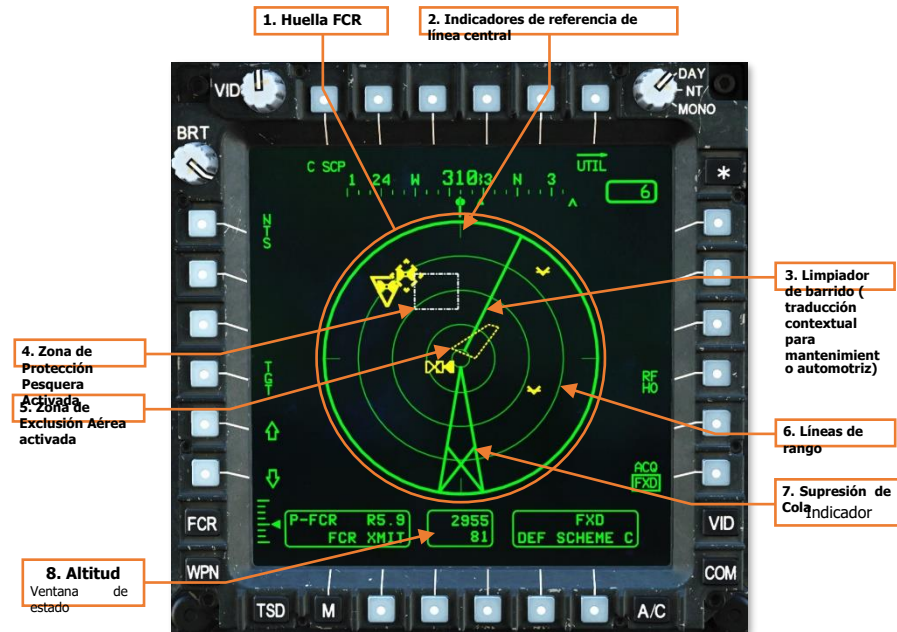 1. Huella FCR
2. Indicadores de referencia de
línea central
VID
DAY
NT
MONO
BRT
C SCP
UTIL
1 24 W 310 33 N 3
6
*
NTS
3. Limpiador
de barrido (
traducción
contextual
para
mantenimient
o automotriz)
4. Zona de
Protección
Pesquera
Activada
TGT
RF
HO
5. Zona de
Exclusión Aérea
activada
6. Líneas de
rango
ACQ
FXD
7. Supresión de
Cola
Indicador
FCR
P-FCR R5.9
FCR XMIT
2955
81
FXD
DEF SCHEME C
VID
8. Altitud
Ventana de
estado
WPN
COM
TSD
M
A/C